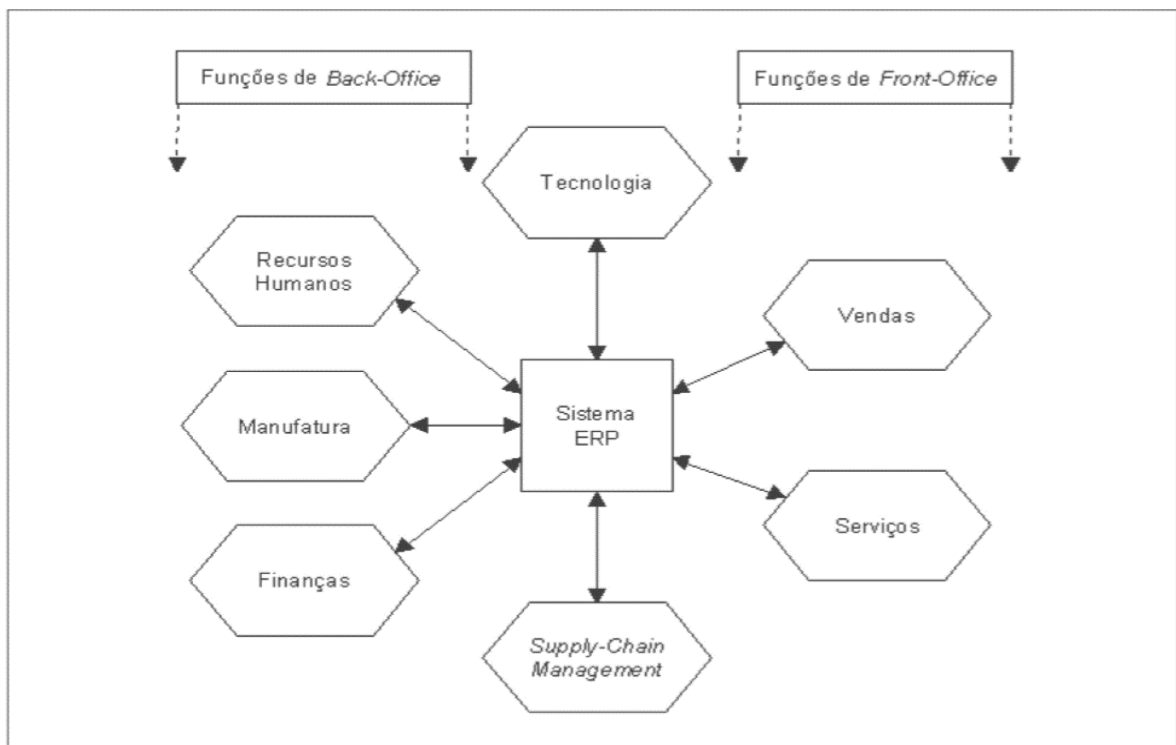 Funções de Back-Office
Funções de Front-Office
Tecnologia
Recursos
Humanos
Vendas
Manufatura
Sistema
ERP
Serviços
Finanças
Supply-Chain
Management